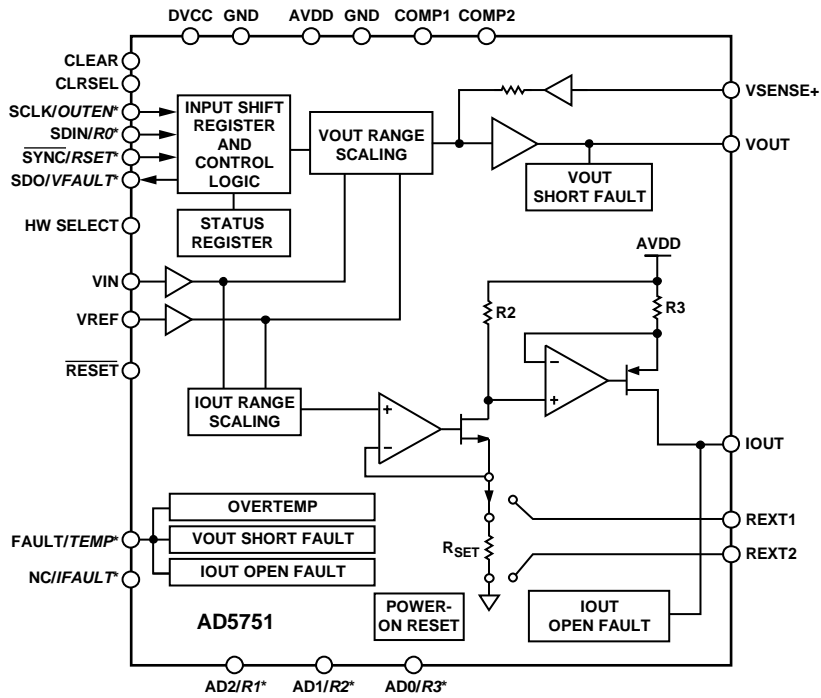 DVCC GND AVDD GND COMP1 COMP2
CLEAR
CLRSEL
SCLK/OUTEN*
SDIN/R0*
SYNC/RSET*
SDO/VFAULT*
HW SELECT
VIN
VREF
RESET
FAULT/TEMP*
NC/IFAULT*
INPUT SHIFT
REGISTER
AND
CONTROL
LOGIC
STATUS
REGISTER
VOUT RANGE
SCALING
VSENSE+
VOUT
VOUT
SHORT FAULT
AVDD
R2
R3
IOUT RANGE
SCALING
+
−
−
+
IOUT
REXT1
REXT2
RSET
OVERTEMP
VOUT SHORT FAULT
IOUT OPEN FAULT
AD5751
POWER-
ON RESET
IOUT
OPEN FAULT
AD2/R1* AD1/R2* AD0/R3*